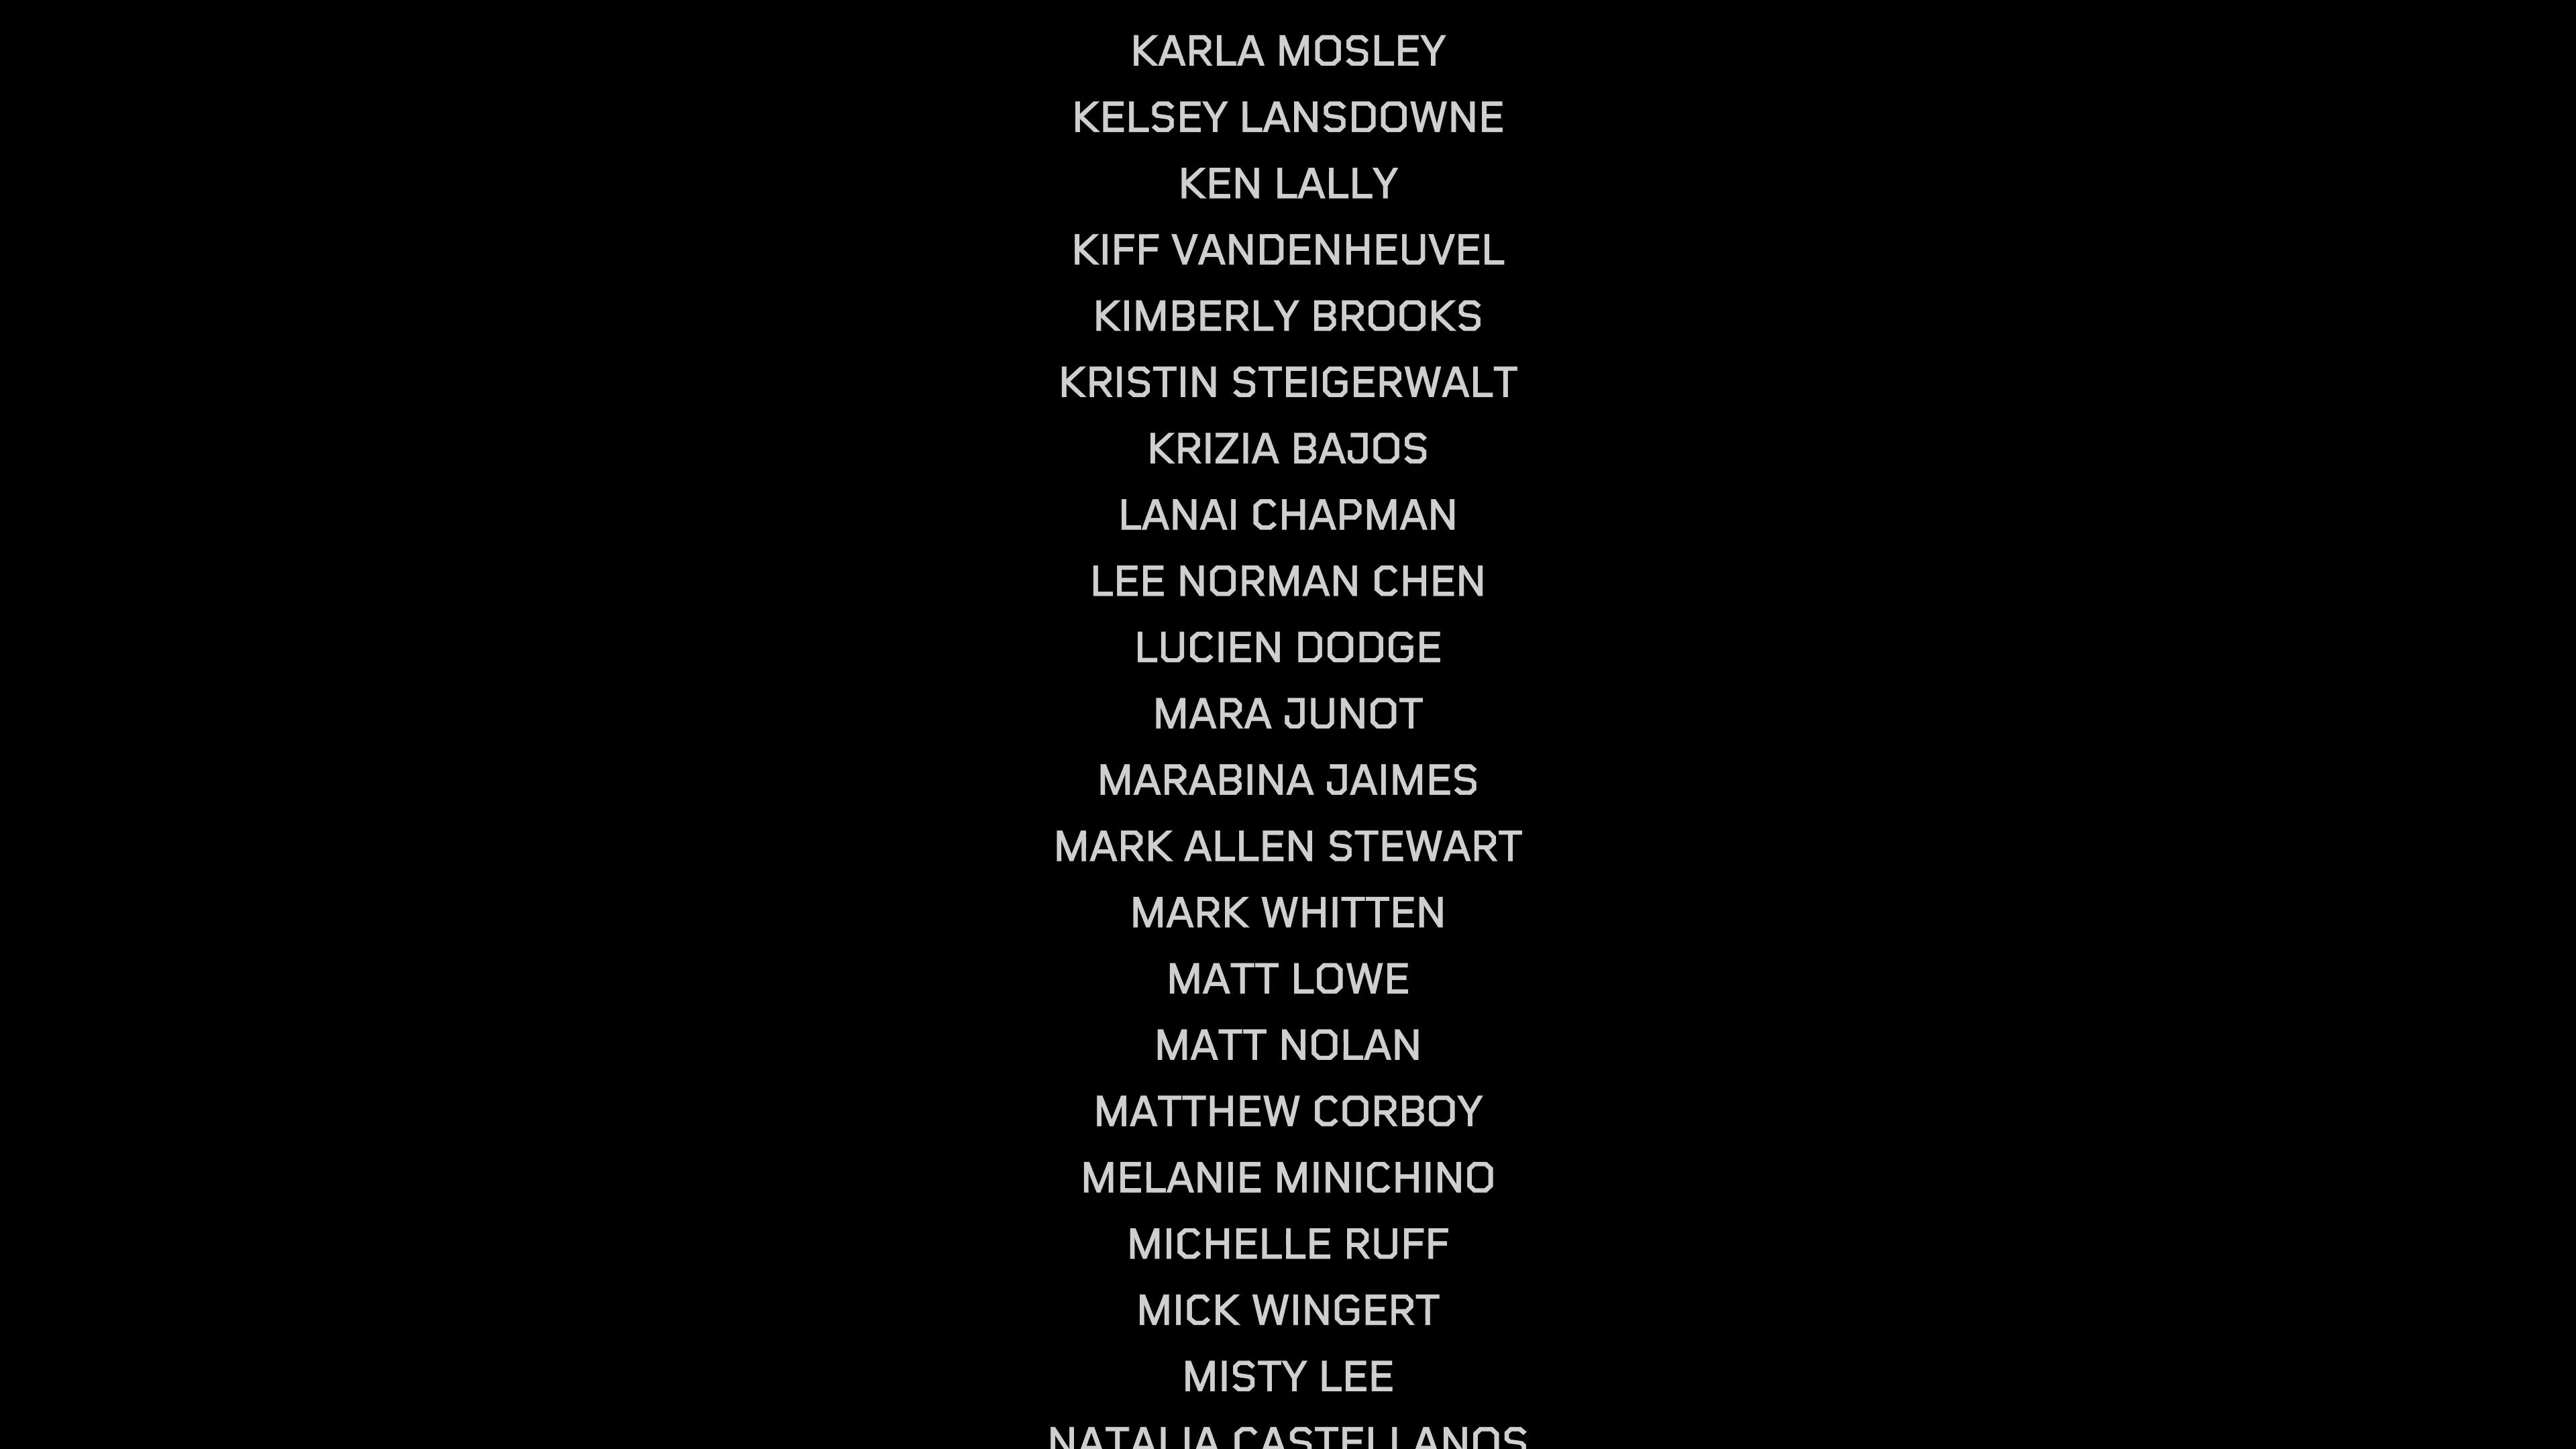 KARLA MOSLEY
KELSEY LANSDOWNE
KEN LALLY
KIFF VANDENHEUVEL
KIMBERLY BROOKS
KRISTIN STEIGERWALT
KRIZIA BAJOS
LANAI CHAPMAN
LEE NORMAN CHEN
LUCIEN DODGE
MARA JUNOT
MARABINA JAIMES
MARK ALLEN STEWART
MARK WHITTEN
MATT LOWE
MATT NOLAN
MATTHEW CORBOY
MELANIE MINICHINO
MICHELLE RUFF
MICK WINGERT
MISTY LEE
NATALIA CASTELLANOS